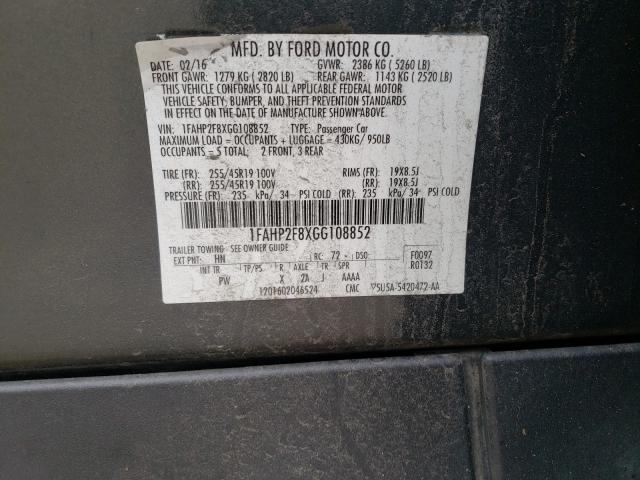 MFD. BY FORD MOTOR CO.
DATE: 02/16 GVWR: 2386 KG ( 5260 LB)
FRONT GAWR: 1279 KG ( 2820 LB) REAR GAWR: 1143 KG ( 2520 LB)
THIS VEHICLE CONFORMS TO ALL APPLICABLE FEDERAL MOTOR
VEHICLE SAFETY, BUMPER, AND THEFT PREVENTION STANDARDS
IN EFFECT ON THE DATE OF MANUFACTURE SHOWN ABOVE.
VIN: 1FAHP2F8XGG108852 TYPE: Passenger Car
MAXIMUM LOAD = OCCUPANTS + LUGGAGE = 430KG/ 950LB
OCCUPANTS = 5 TOTAL: 2 FRONT, 3 REAR
TIRE (FR): 255/45R19 100V RIMS (FR): 19X8.5J
(RR): 255/45R19 100V (RR): 19X8.5J
PRESSURE (FR): 235 kPa/ 34 PSI COLD (RR): 235 kPa/ 34 PSI COLD
1FAHP2F8XGG108852
TRAILER TOWING - SEE OWNER GUIDE
EXT PNT: HN RC: 72 DSO: F0097
INT TR TP/PS R AXLE TR SPR R0132
PW X 2A J AAAA
1201602046524 CMC VSU5A-5420472-AA